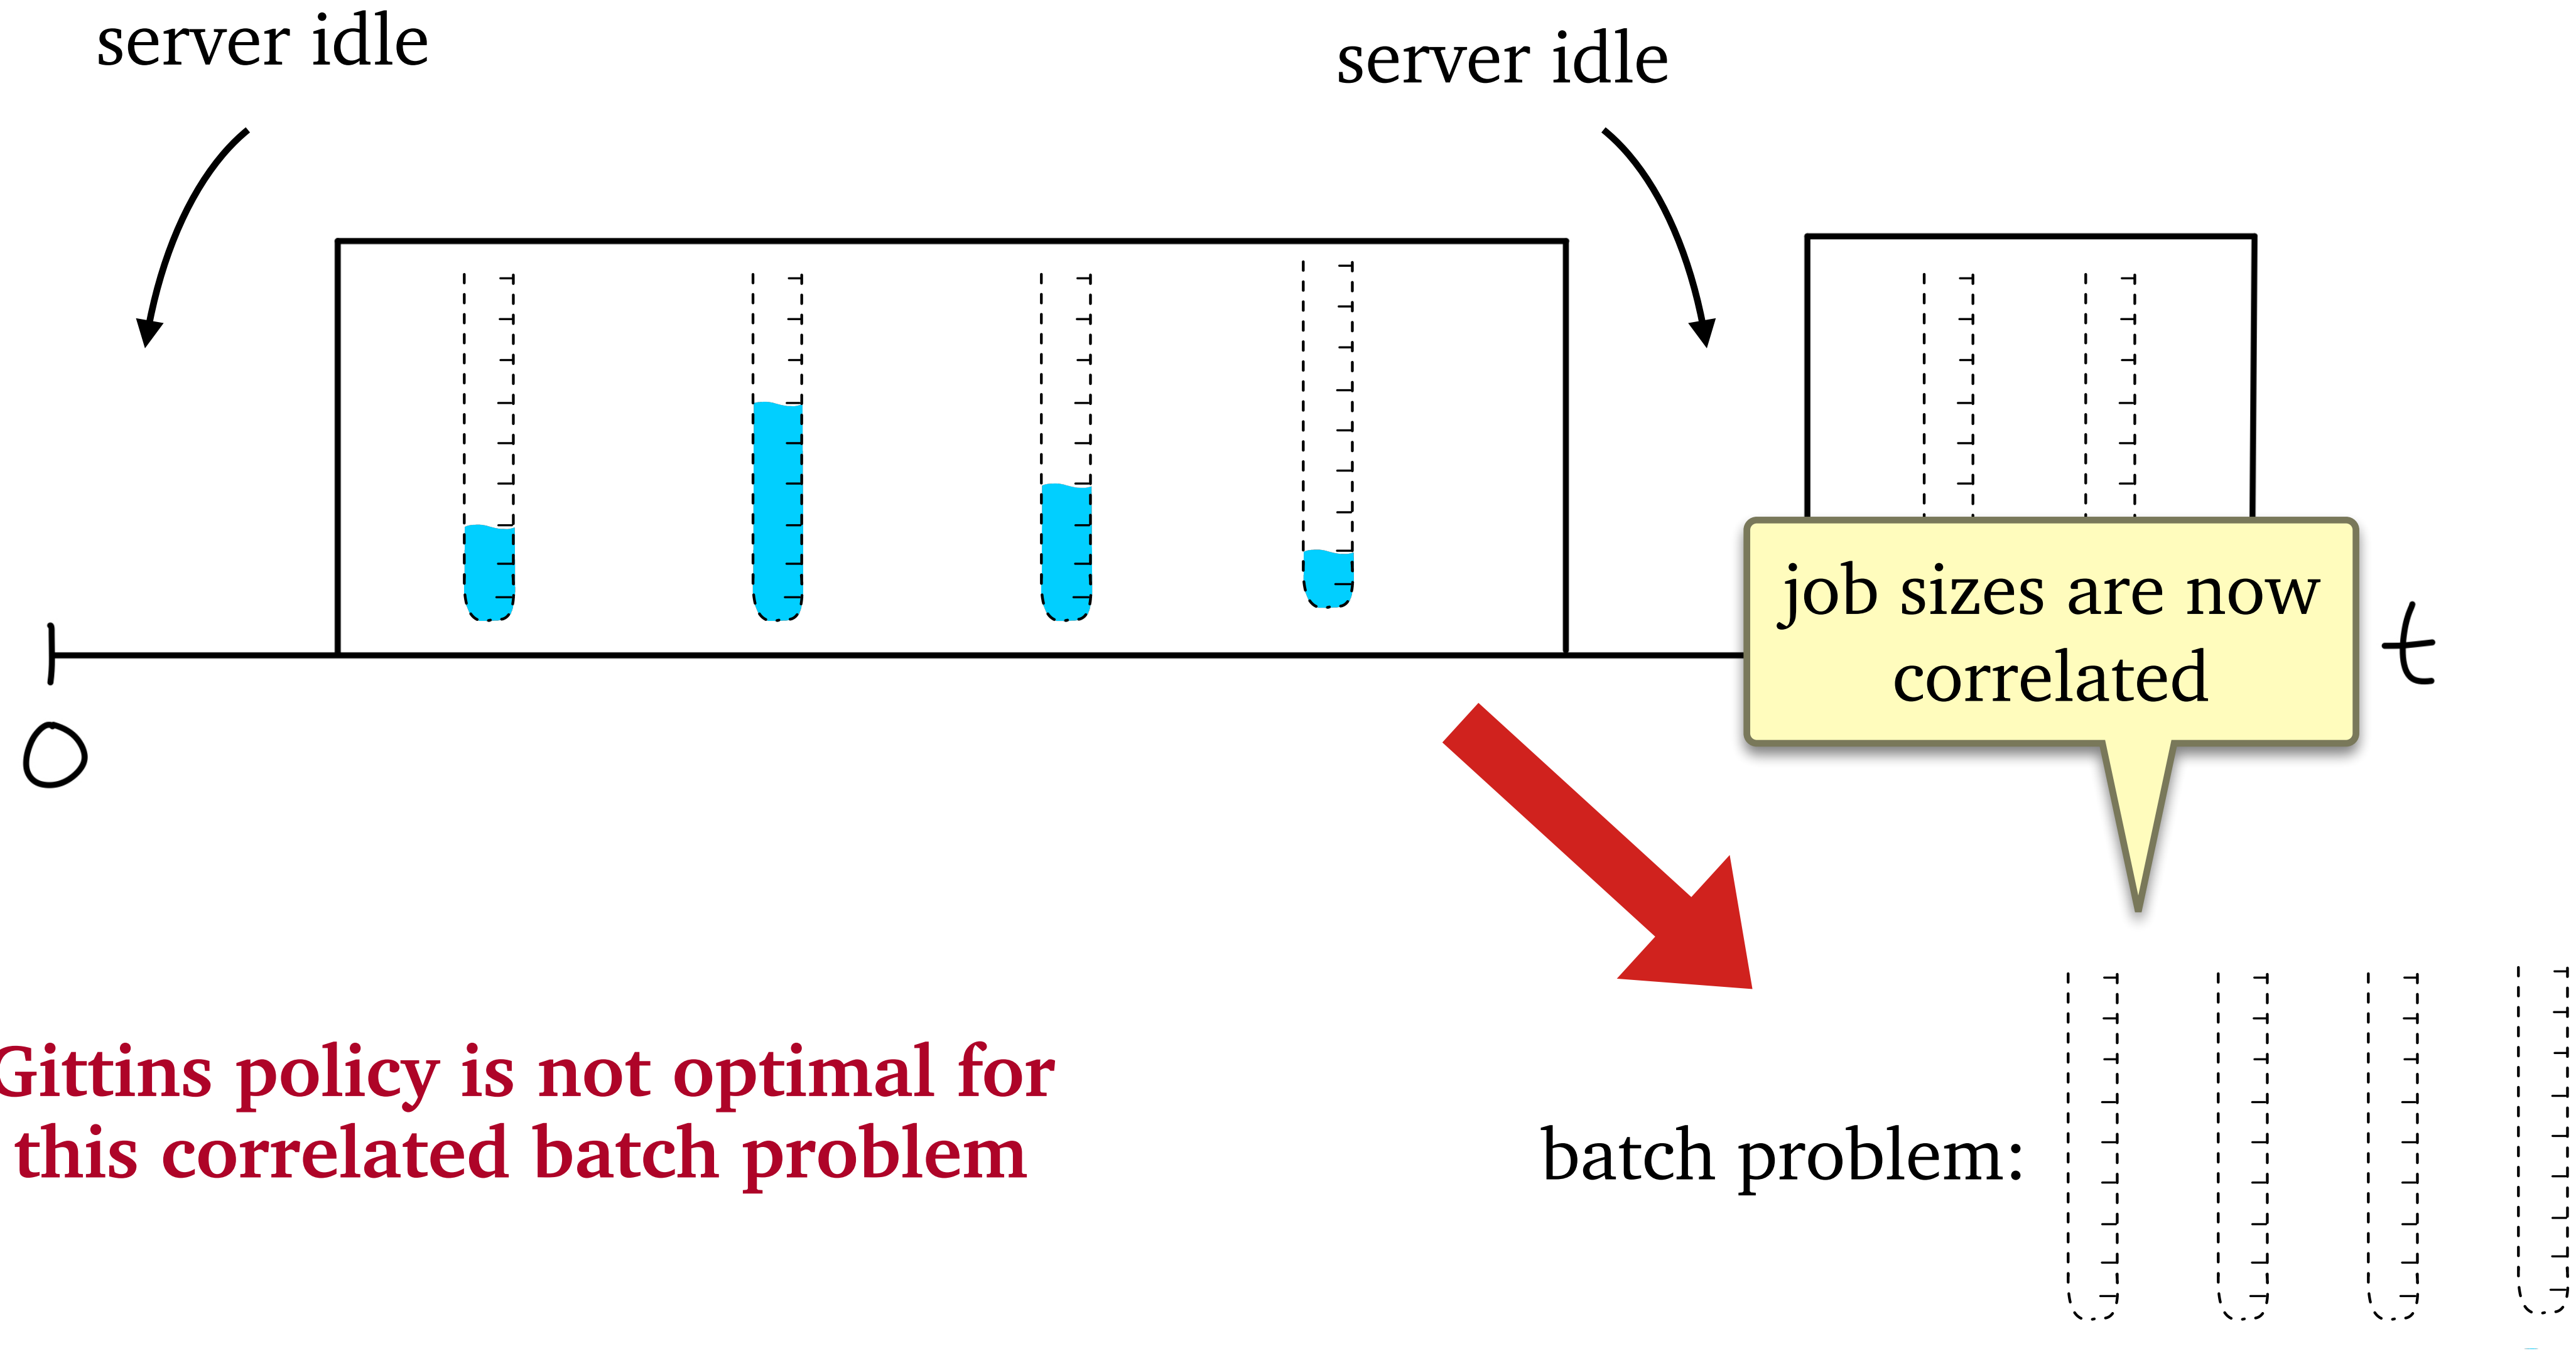 server idle
server idle
job sizes are now
correlated
t
0
Gittins policy is not optimal for
this correlated batch problem
batch problem: